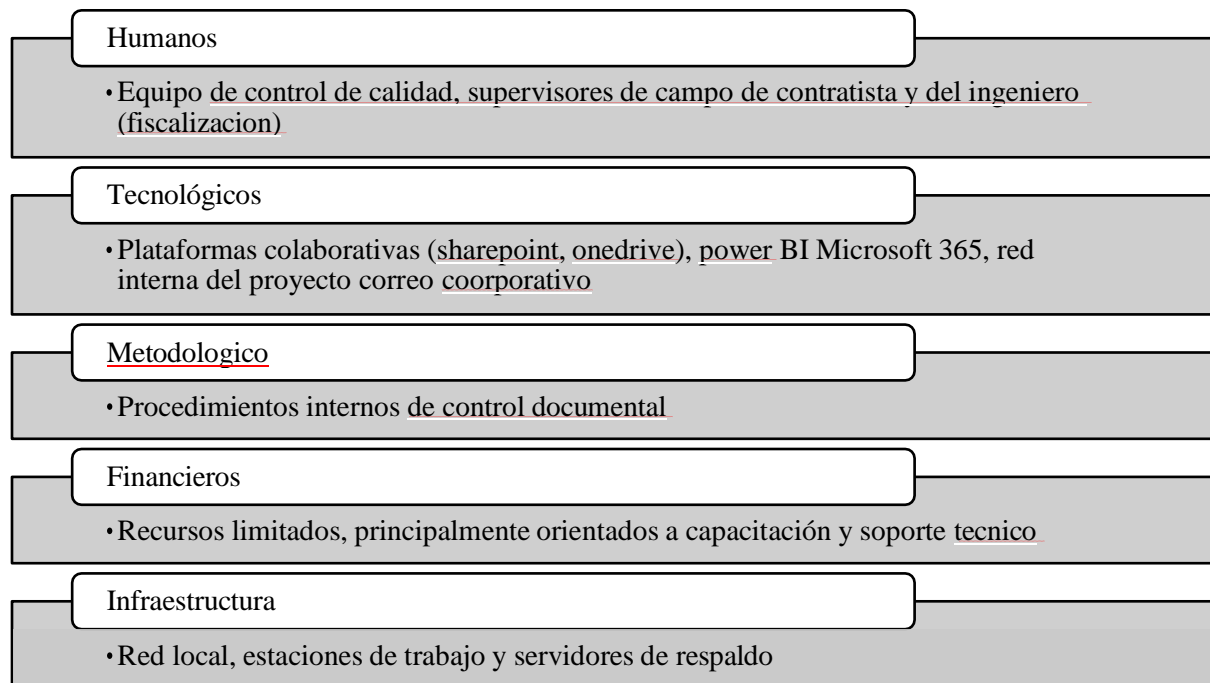 Humanos
•Equipo de control de calidad, supervisores de campo de contratista y del ingeniero
(fiscalizacion)
Tecnológicos
•Plataformas colaborativas (sharepoint, onedrive), power BI Microsoft 365, red
interna del proyecto correo coorporativo
Metodologico
•Procedimientos internos de control documental
Financieros
•Recursos limitados, principalmente orientados a capacitación y soporte tecnico
Infraestructura
•Red local, estaciones de trabajo y servidores de respaldo